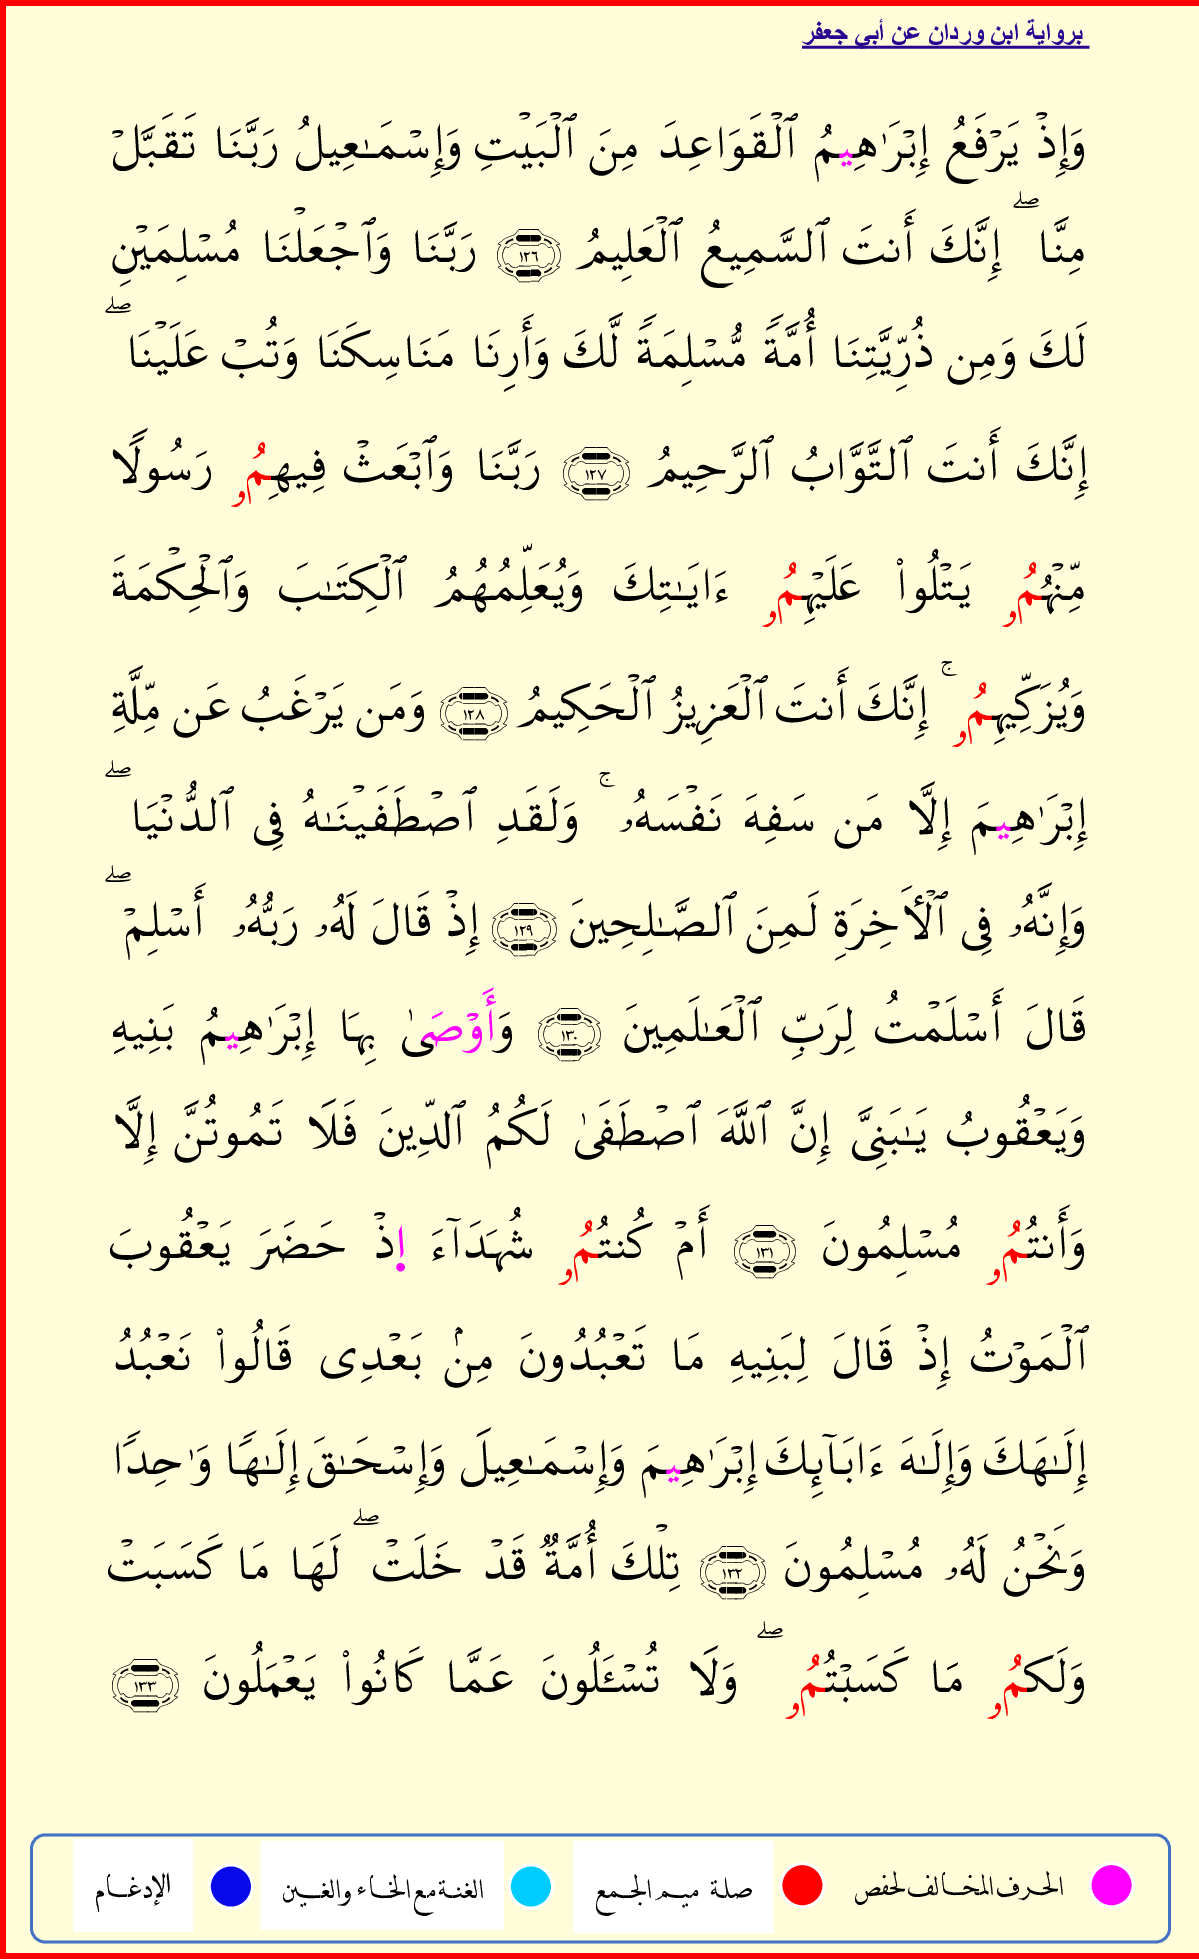 برواية ابن وردان عن أبي جعفر
وَإِذۡ يَرۡفَعُ إِبۡرَٰهِيمُ ٱلۡقَوَاعِدَ مِنَ ٱلۡبَيۡتِ وَإِسۡمَـٰعِيلُ رَبَّنَا تَقَبَّلۡ
مِنَّاۖ إِنَّكَ أَنتَ ٱلسَّمِيعُ ٱلۡعَلِيمُ ١٢٦ رَبَّنَا وَٱجۡعَلۡنَا مُسۡلِمَيۡنِ
لَكَ وَمِن ذُرِّيَّتِنَا أُمَّةٗ مُّسۡلِمَةٗ لَّكَ وَأَرِنَا مَنَاسِكَنَا وَتُبۡ عَلَيۡنَاۖ
إِنَّكَ أَنتَ ٱلتَّوَّابُ ٱلرَّحِيمُ ١٢٧ رَبَّنَا وَٱبۡعَثۡ فِيهِمُۥ رَسُولٗا
مِّنۡهُمُۥ يَتۡلُواْ عَلَيۡهِمُۥ ءَايَـٰتِكَ وَيُعَلِّمُهُمُ ٱلۡكِتَـٰبَ وَٱلۡحِكۡمَةَ
وَيُزَكِّيهِمُۥۚ إِنَّكَ أَنتَ ٱلۡعَزِيزُ ٱلۡحَكِيمُ ١٢٨ وَمَن يَرۡغَبُ عَن مِّلَّةِ
إِبۡرَٰهِيمَ إِلَّا مَن سَفِهَ نَفۡسَهُۥۚ وَلَقَدِ ٱصۡطَفَيۡنَـٰهُ فِي ٱلدُّنۡيَاۖ
وَإِنَّهُۥ فِي ٱلۡأَخِرَةِ لَمِنَ ٱلصَّـٰلِحِينَ ١٢٩ إِذۡ قَالَ لَهُۥ رَبُّهُۥ أَسۡلِمۡۖ
قَالَ أَسۡلَمۡتُ لِرَبِّ ٱلۡعَـٰلَمِينَ ١٣٠ وَأَوۡصَىٰ بِهَا إِبۡرَٰهِيمُ بَنِيهِ
وَيَعۡقُوبُ يَـٰبَنِيَّ إِنَّ ٱللَّهَ ٱصۡطَفَىٰ لَكُمُ ٱلدِّينَ فَلَا تَمُوتُنَّ إِلَّا
وَأَنتُمُۥ مُسۡلِمُونَ ١٣١ أَمۡ كُنتُمُۥ شُهَدَآءَ ا۪ذۡ حَضَرَ يَعۡقُوبَ
ٱلۡمَوۡتُ إِذۡ قَالَ لِبَنِيهِ مَا تَعۡبُدُونَ مِنۢ بَعۡدِي قَالُواْ نَعۡبُدُ
إِلَـٰهَكَ وَإِلَـٰهَ ءَابَآئِكَ إِبۡرَٰهِيمَ وَإِسۡمَـٰعِيلَ وَإِسۡحَـٰقَ إِلَـٰهٗا وَٰحِدٗا
وَنَحۡنُ لَهُۥ مُسۡلِمُونَ ١٣٢ تِلۡكَ أُمَّةٞ قَدۡ خَلَتۡۖ لَهَا مَا كَسَبَتۡ
وَلَكُمُۥ مَا كَسَبۡتُمُۥۖ وَلَا تُسۡـَٔلُونَ عَمَّا كَانُواْ يَعۡمَلُونَ ١٣٣
الحرف المخالف لحفص صلة ميم الجمع الغنة مع الخاء والغين الإدغام